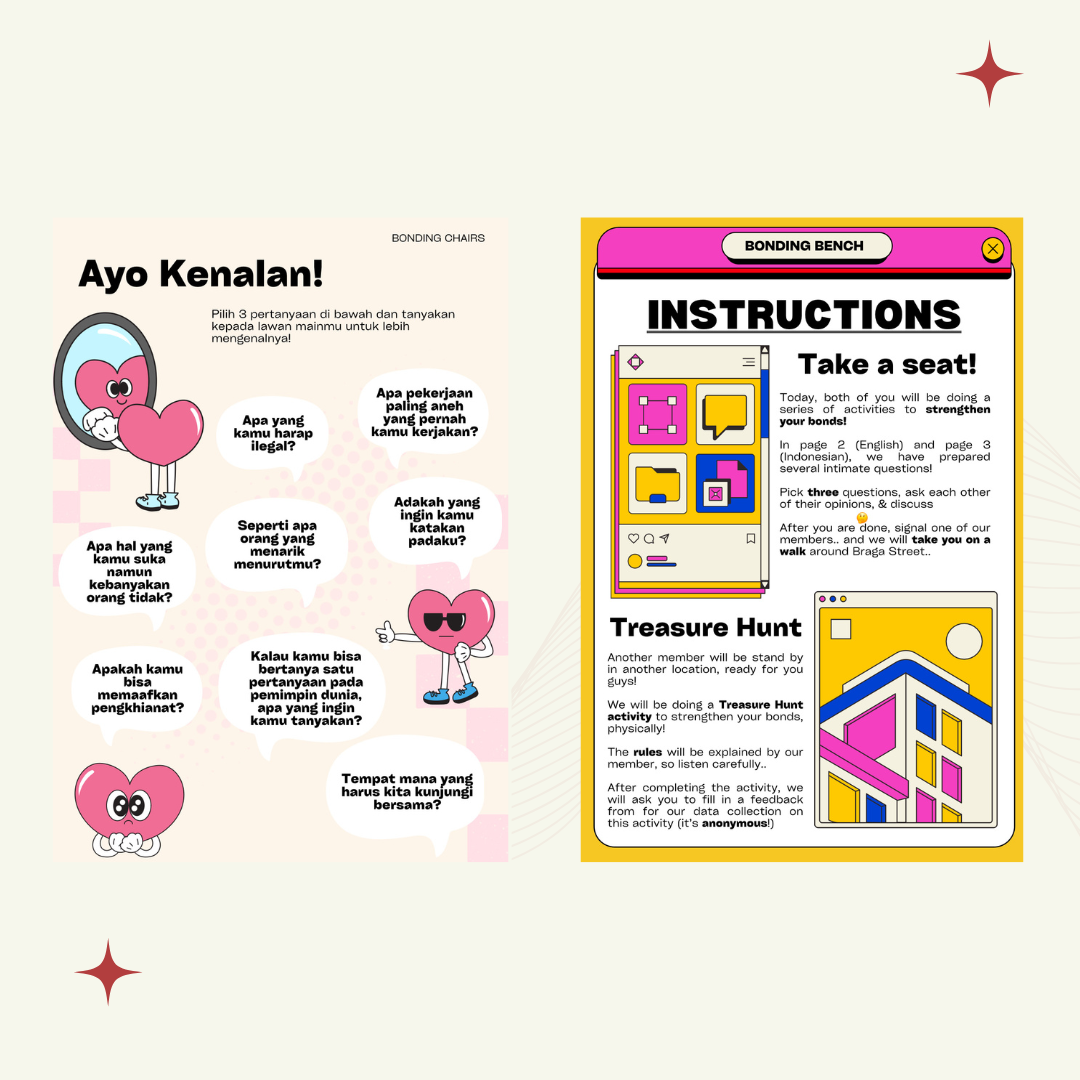 BONDING CHAIRS
Ayo Kenalan!
Pilih 3 pertanyaan di bawah dan tanyakan
kepada lawan mainmu untuk lebih
mengenalnya!
Apa yang
kamu harap
ilegal?
Apa pekerjaan
paling aneh
yang pernah
kamu kerjakan?
Apa hal yang
kamu suka
namun
kebanyakan
orang tidak?
Seperti apa
orang yang
menarik
menurutmu?
Adakah yang
ingin kamu
katakan
padaku?
Apakah kamu
bisa
memaafkan
pengkhianat?
Kalau kamu bisa
bertanya satu
pertanyaan pada
pemimpin dunia,
apa yang ingin
kamu tanyakan?
Tempat mana yang
harus kita kunjungi
bersama?
BONDING BENCH
INSTRUCTIONS
Take a seat!
Today, both of you will be doing a
series of activities to strengthen
your bonds!
In page 2 (English) and page 3
(Indonesian), we have prepared
several intimate questions!
Pick three questions, ask each other
of their opinions, & discuss
🤔
After you are done, signal one of our
members.. and we will take you on a
walk around Braga Street..
Treasure Hunt
Another member will be stand by
in another location, ready for you
guys!
We will be doing a Treasure Hunt
activity to strengthen your bonds,
physically!
The rules will be explained by our
member, so listen carefully..
After completing the activity, we
will ask you to fill in a feedback
from for our data collection on
this activity (it's anonymous!)